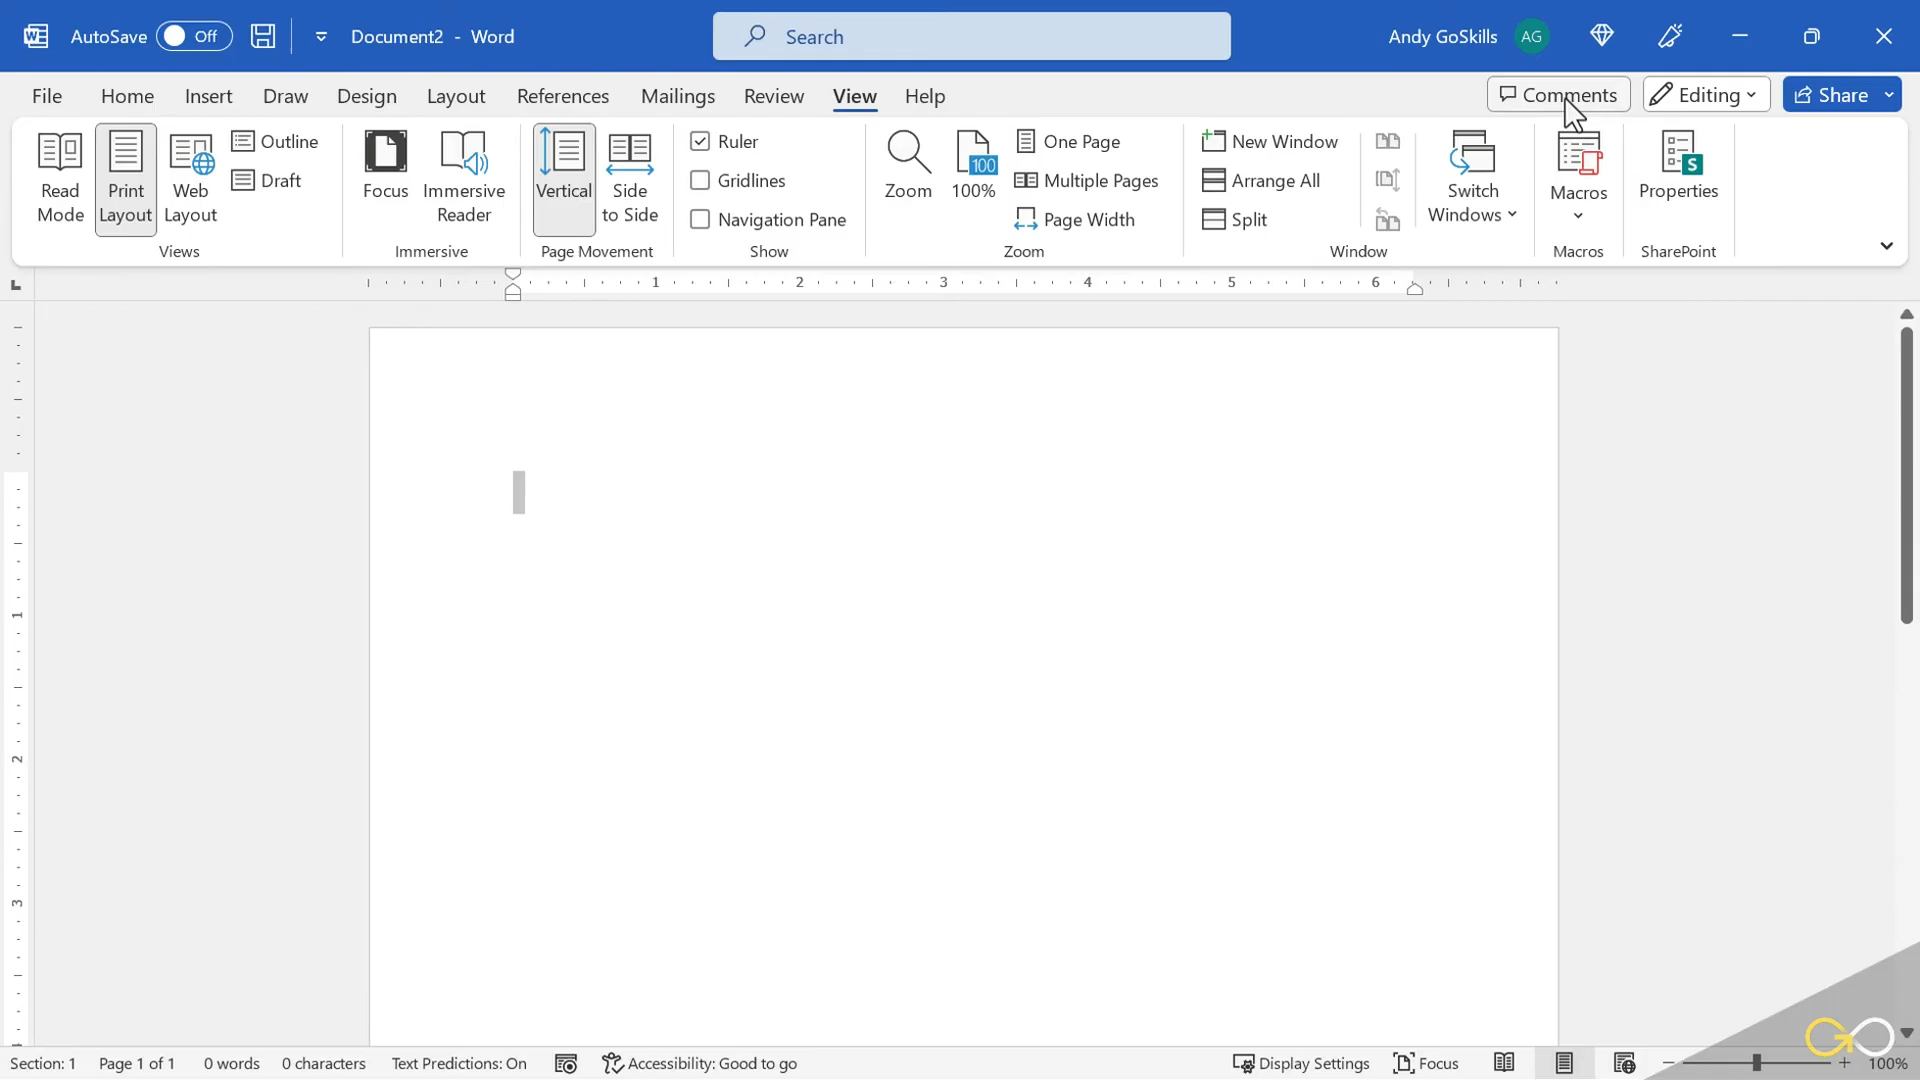 AutoSave Off Document2 - Word Search Andy GoSkills AG
File Home Insert Draw Design Layout References Mailings Review View Help Comments Editing Share
Read Mode
Print Layout
Web Layout
Outline
Draft
Views
Focus
Immersive Reader
Immersive
Vertical
Side to Side
Page Movement
Ruler
Gridlines
Navigation Pane
Show
Zoom
100
100%
One Page
Multiple Pages
Page Width
Zoom
New Window
Arrange All
Split
Switch Windows
Window
Macros
Macros
S
Properties
SharePoint
1 2 3 4 5 6
1
2
3
Section: 1 Page 1 of 1 0 words 0 characters Text Predictions: On Accessibility: Good to go Display Settings Focus 100%